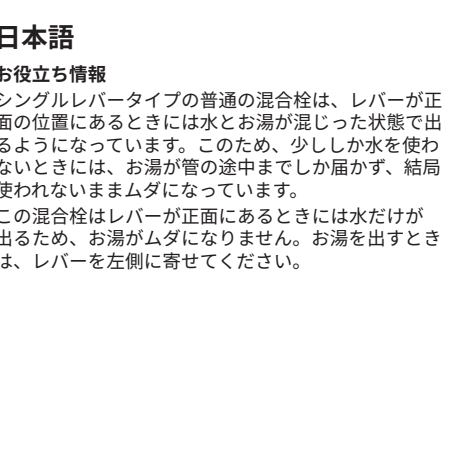 日本語
お役立ち情報
シングルレバータイプの普通の混合栓は、レバーが正
面の位置にあるときには水とお湯が混じった状態で出
るようになっています。このため、少ししか水を使わ
ないときには、お湯が管の途中までしか届かず、結局
使われないままムダになっています。
この混合栓はレバーが正面にあるときには水だけが
出るため、お湯がムダになりません。お湯を出すとき
は、レバーを左側に寄せてください。